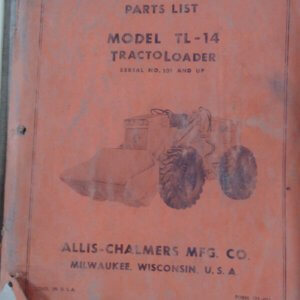 PARTS LIST
MODEL TL-14
TRACTOLOADER
SERIAL NO. 101 AND UP
ALLIS-CHALMERS MFG. CO.
MILWAUKEE, WISCONSIN, U. S. A.